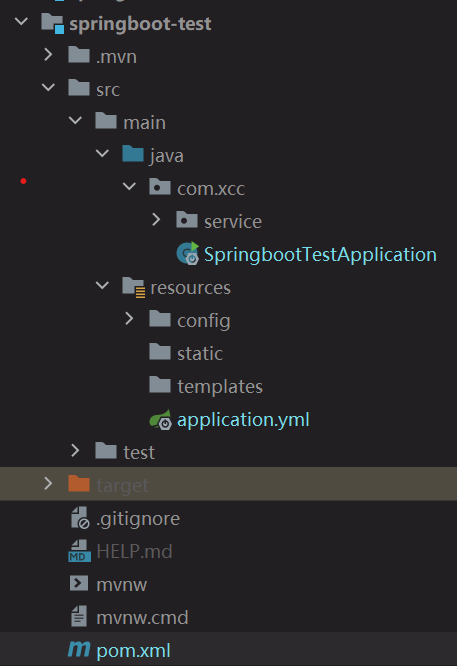 springboot-test
.mvn
src
main
java
com.xcc
service
SpringbootTestApplication
resources
config
static
templates
application.yml
test
target
.gitignore
MD HELP.md
mvnw
mvnw.cmd
m pom.xml